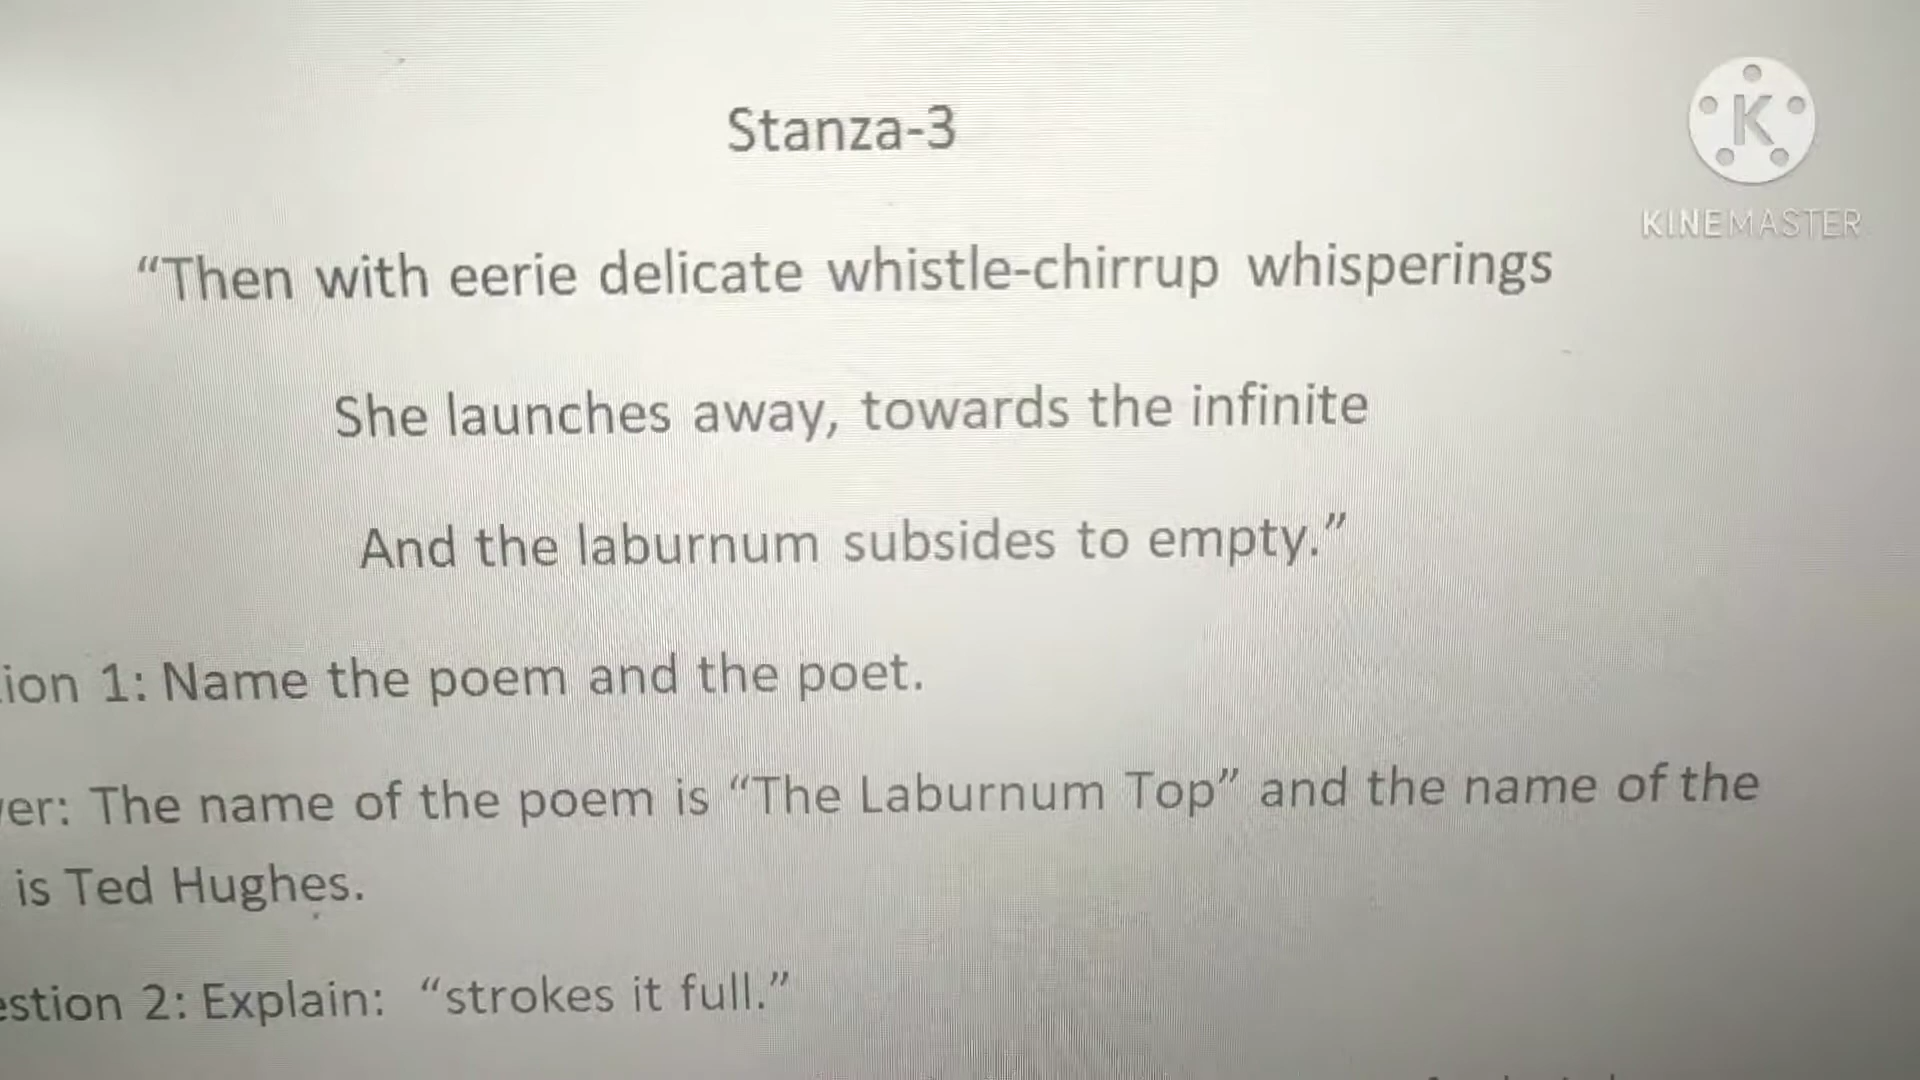 Stanza-3
K
KINEMASTER
“Then with eerie delicate whistle-chirrup whisperings
She launches away, towards the infinite
And the laburnum subsides to empty.”
ion 1: Name the poem and the poet.
er: The name of the poem is “The Laburnum Top” and the name of the
is Ted Hughes.
estion 2: Explain: “strokes it full.”